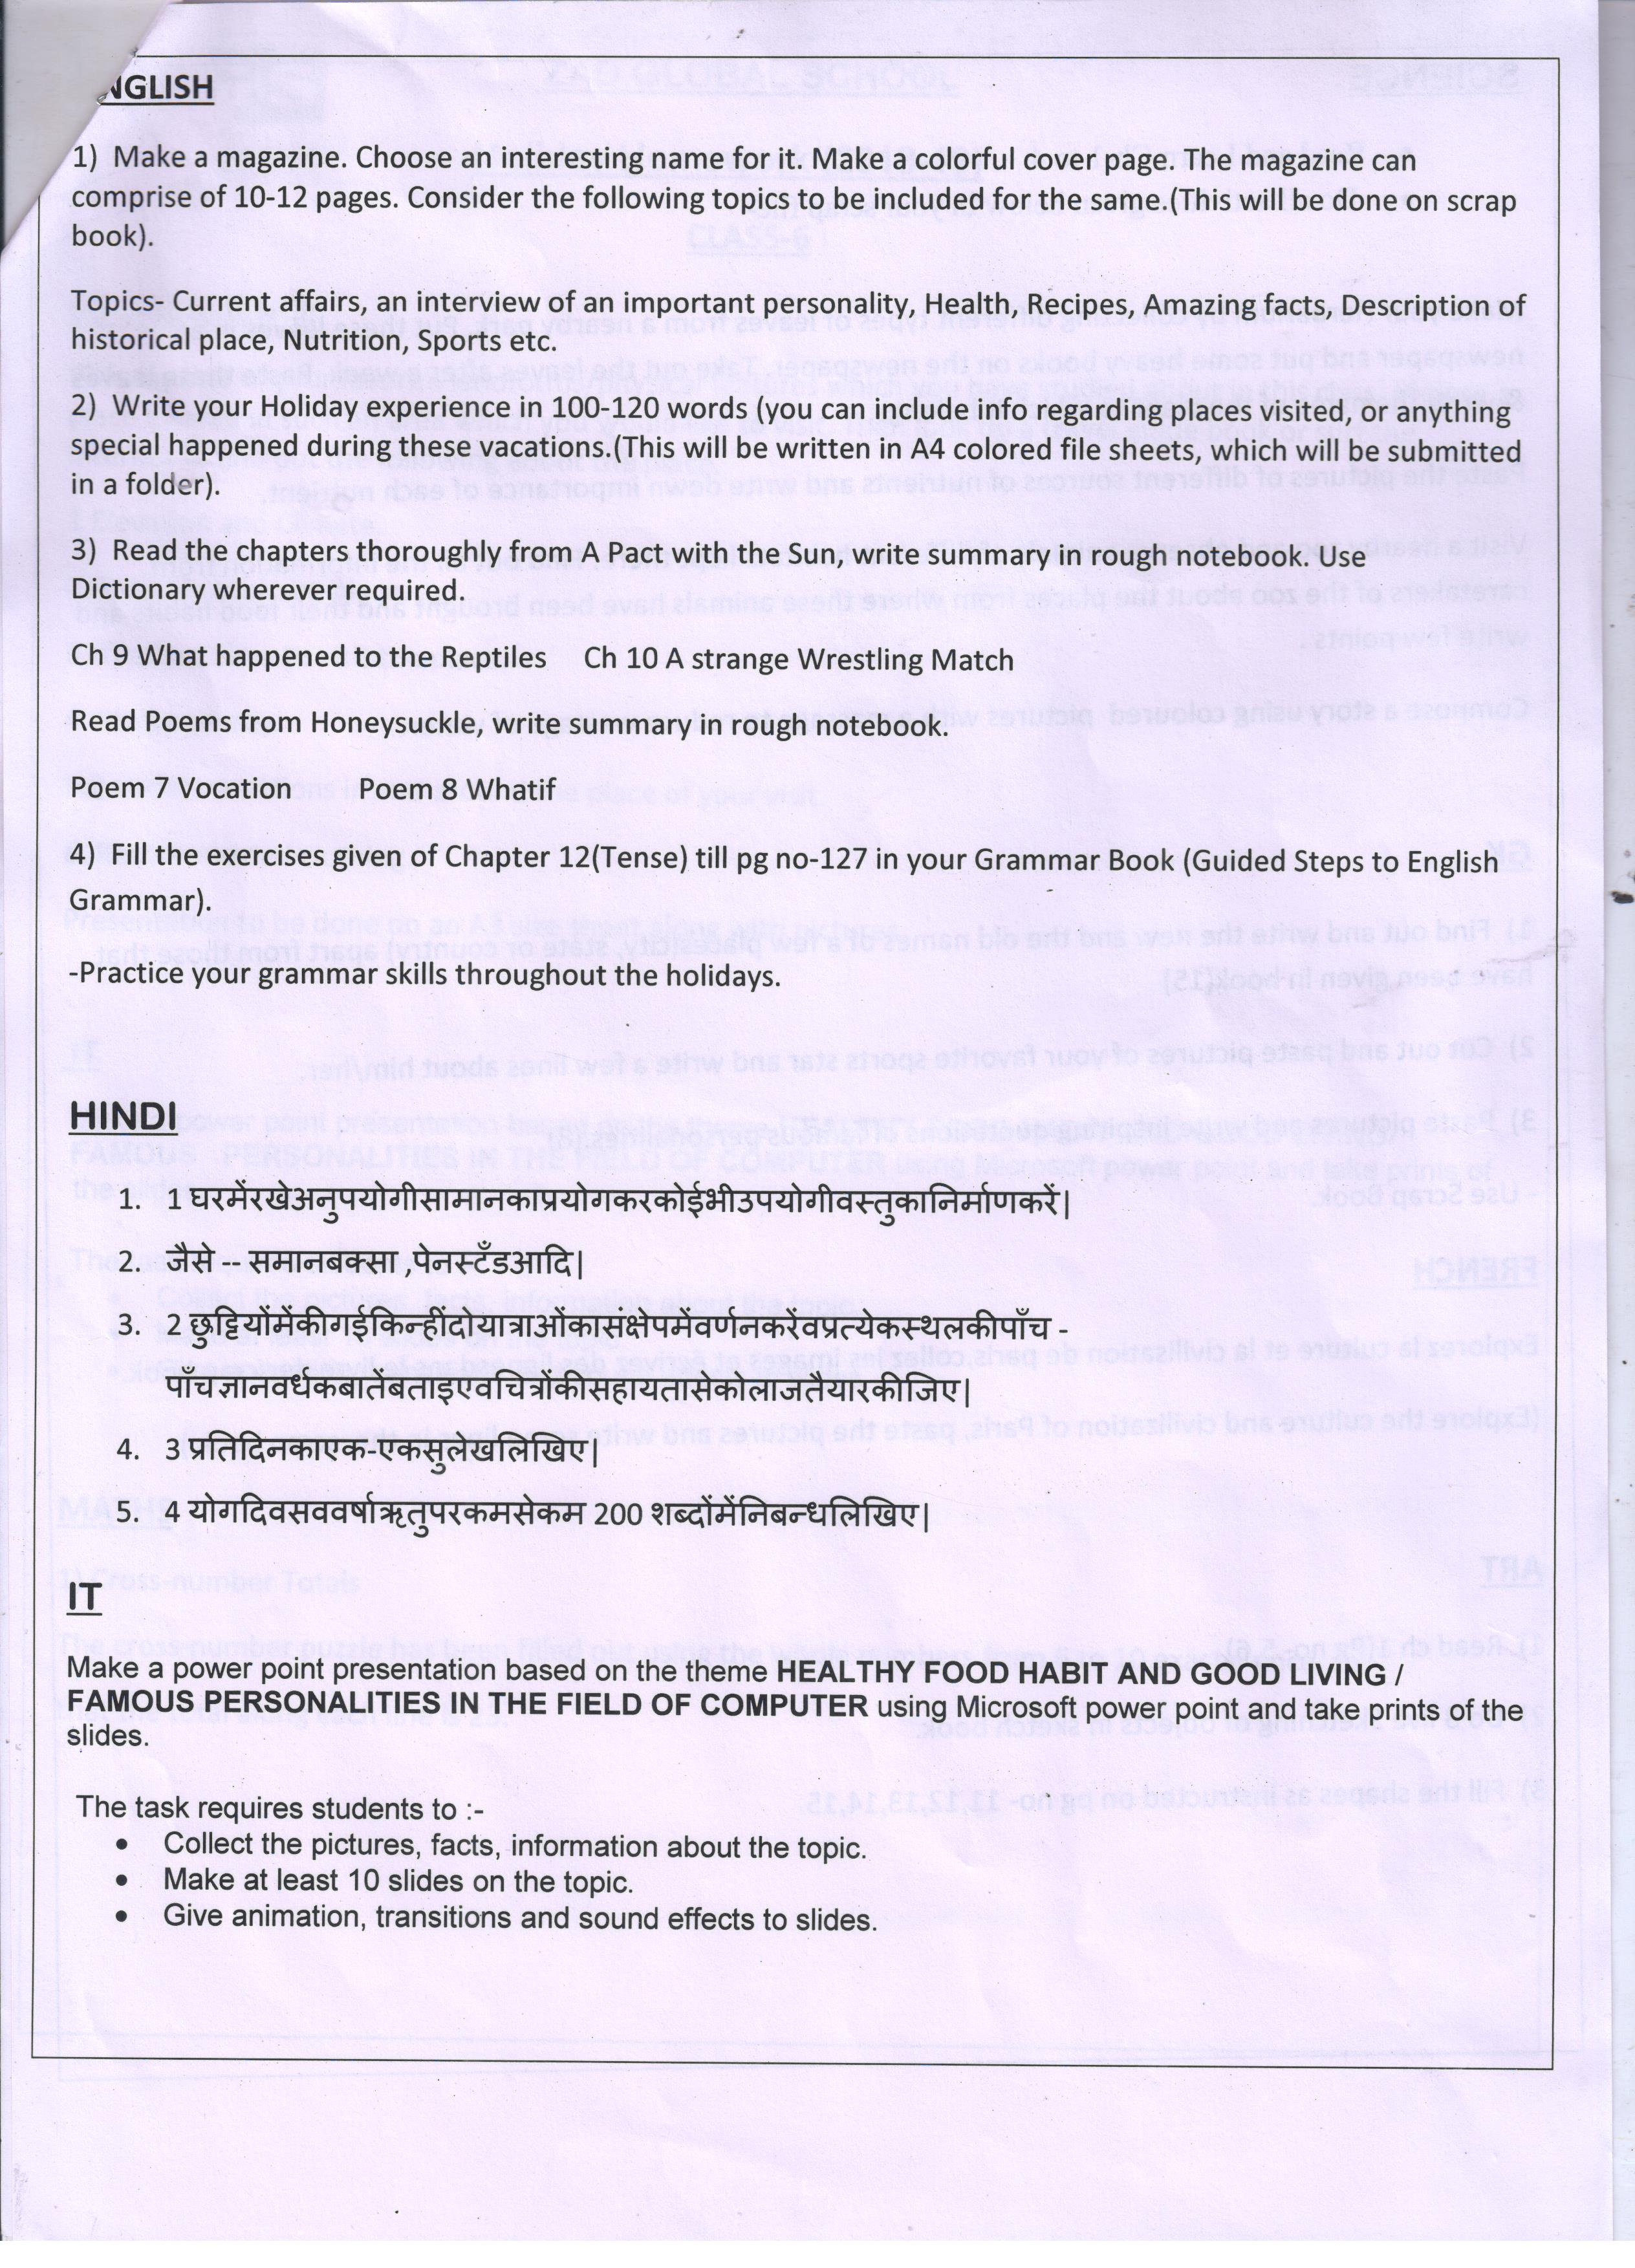 NGLISH
1) Make a magazine. Choose an interesting name for it. Make a colorful cover page. The magazine can
comprise of 10-12 pages. Consider the following topics to be included for the same.(This will be done on scrap
book).
Topics- Current affairs, an interview of an important personality, Health, Recipes, Amazing facts, Description of
historical place, Nutrition, Sports etc.
2) Write your Holiday experience in 100-120 words (you can include info regarding places visited, or anything
special happened during these vacations.(This will be written in A4 colored file sheets, which will be submitted
in a folder).
3) Read the chapters thoroughly from A Pact with the Sun, write summary in rough notebook. Use
Dictionary wherever required.
Ch 9 What happened to the Reptiles Ch 10 A strange Wrestling Match
Read Poems from Honeysuckle, write summary in rough notebook.
Poem 7 Vocation Poem 8 Whatif
4) Fill the exercises given of Chapter 12(Tense) till pg no-127 in your Grammar Book (Guided Steps to English
Grammar).
-Practice your grammar skills throughout the holidays.
HINDI
1. 1 घरमेंरखेअनुपयोगीसामानकाप्रयोगकरकोईभीउपयोगीवस्तुकानिर्माणकरें|
2. जैसे -- समानबक्सा ,पेनस्टँडआदि|
3. 2 छुट्टियोंमेंकीगईकिन्हींदोयात्राओंकासंक्षेपमेंवर्णनकरेंवप्रत्येकस्थलकीपाँच -
पाँच ज्ञानवर्धकबातेंबताइएवचित्रोंकीसहायतासेकोलाजतैयारकीजिए|
4. 3 प्रतिदिनकाएक-एकसुलेखलिखिए|
5. 4 योगदिवसववर्षाऋतुपरकमसेकम 200 शब्दोंमेंनिबन्धलिखिए|
IT
Make a power point presentation based on the theme HEALTHY FOOD HABIT AND GOOD LIVING /
FAMOUS PERSONALITIES IN THE FIELD OF COMPUTER using Microsoft power point and take prints of the
slides.
The task requires students to :-
• Collect the pictures, facts, information about the topic.
• Make at least 10 slides on the topic.
• Give animation, transitions and sound effects to slides.